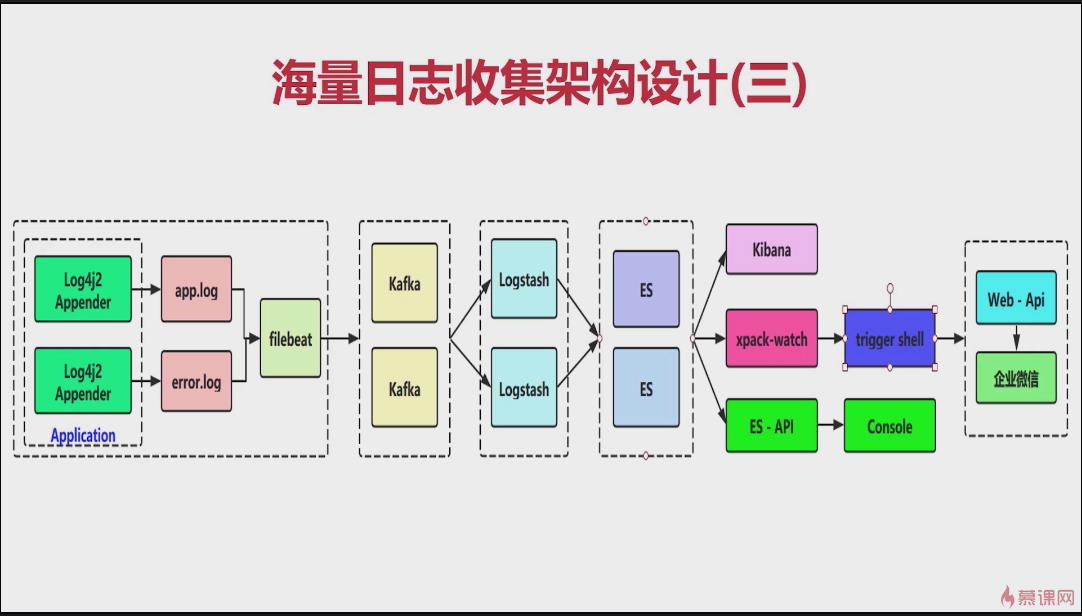 海量日志收集架构设计(三)
Log4j2
Appender
app.log
Log4j2
Appender
error.log
Application
filebeat
Kafka
Kafka
Logstash
Logstash
ES
ES
Kibana
xpack-watch
trigger shell
ES - API
Console
Web - Api
企业微信
慕课网